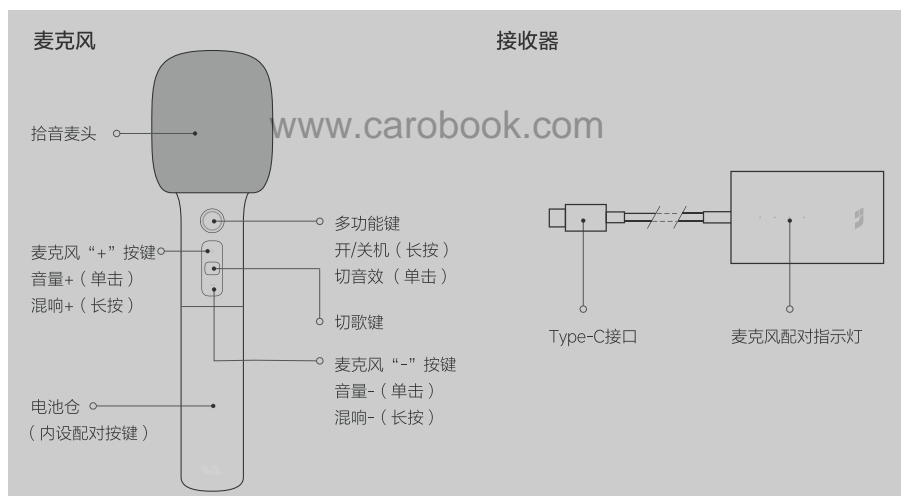 麦克风
接收器
www.carobook.com
拾音麦头
多功能键
开/关机（长按）
切音效（单击）
麦克风“+”按键
音量+（单击）
混响+（长按）
切歌键
麦克风“-”按键
音量-（单击）
混响-（长按）
电池仓
（内设配对按键）
Type-C接口
麦克风配对指示灯